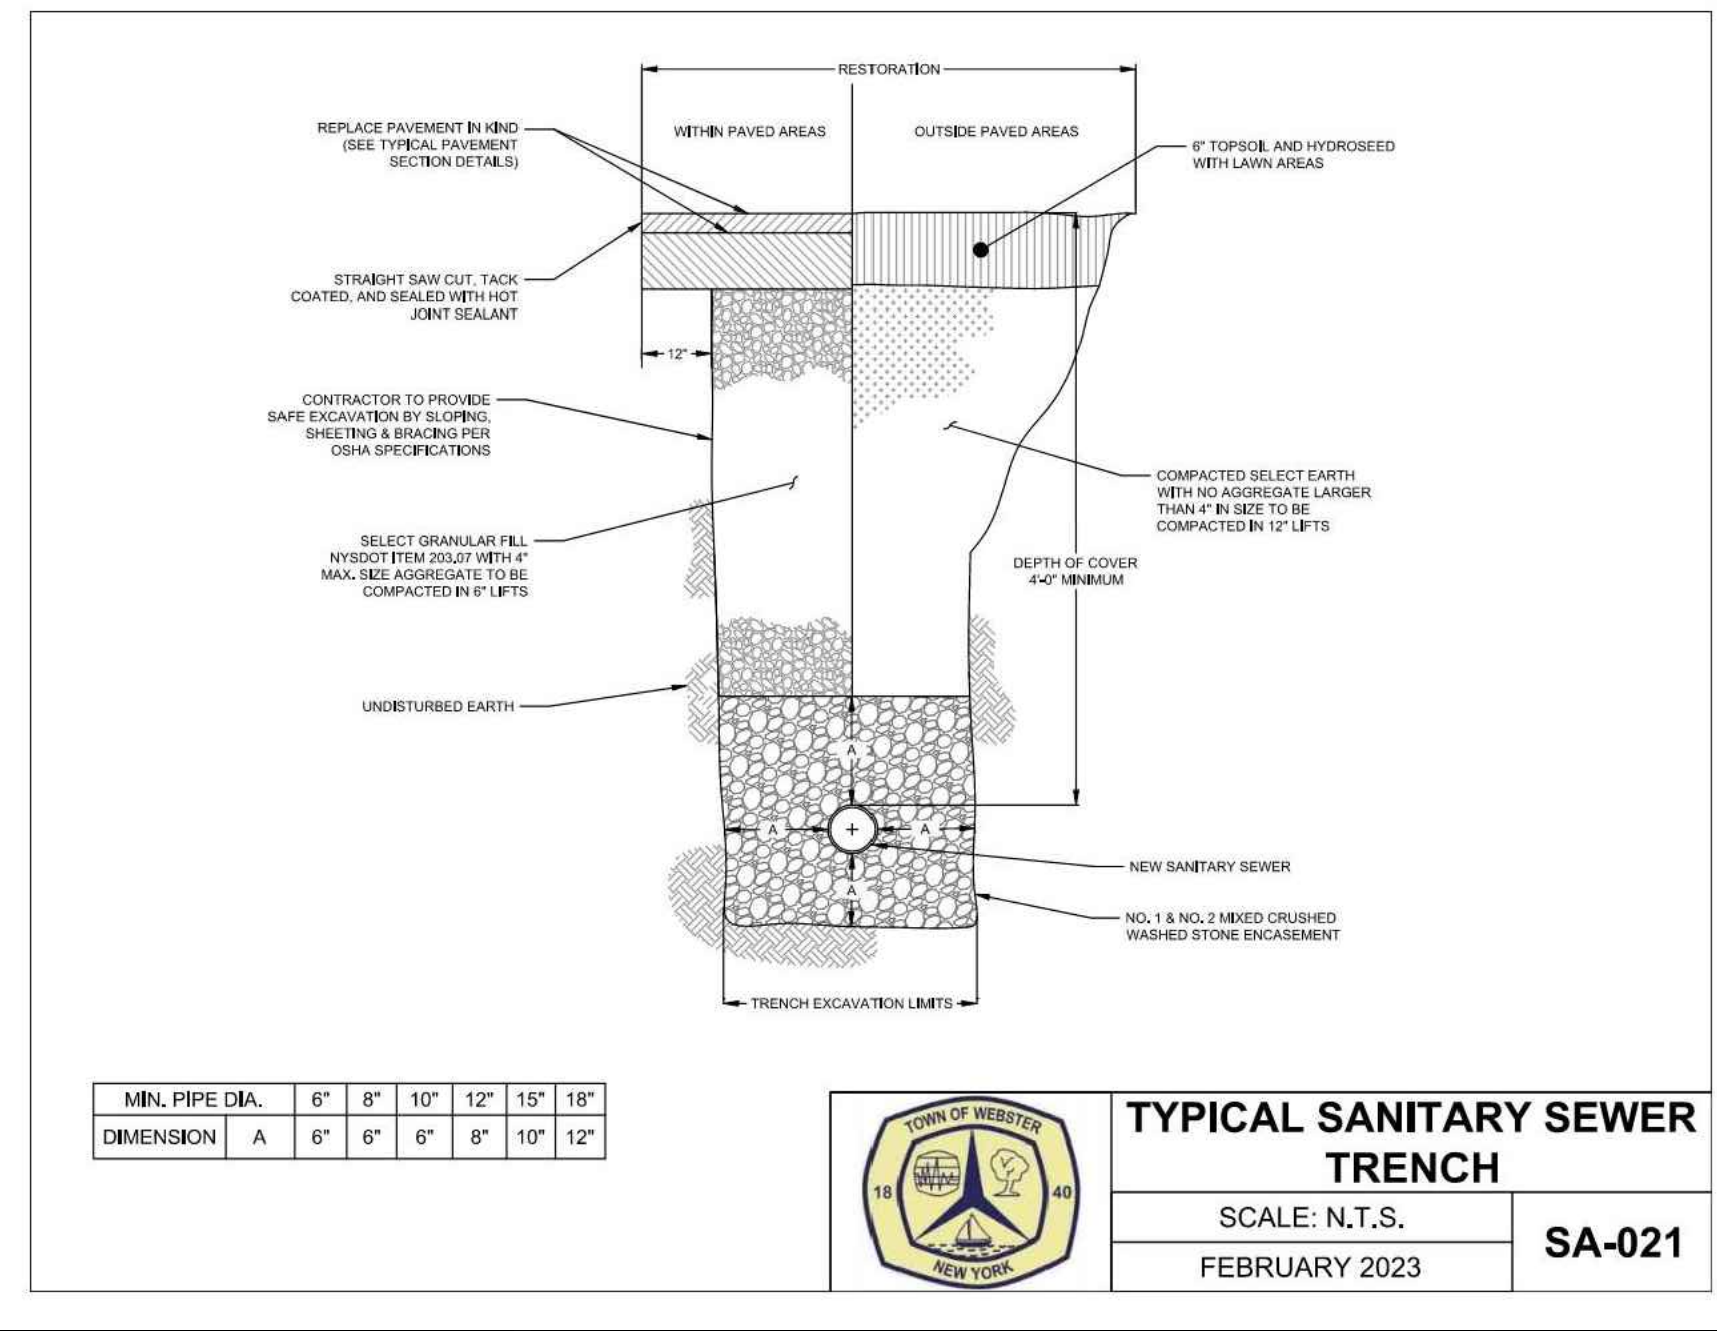 RESTORATION
WITHIN PAVED AREAS
OUTSIDE PAVED AREAS
REPLACE PAVEMENT IN KIND
(SEE TYPICAL PAVEMENT
SECTION DETAILS)
6" TOPSOIL AND HYDROSEED
WITH LAWN AREAS
STRAIGHT SAW CUT, TACK
COATED, AND SEALED WITH HOT
JOINT SEALANT
12"
CONTRACTOR TO PROVIDE
SAFE EXCAVATION BY SLOPING,
SHEETING & BRACING PER
OSHA SPECIFICATIONS
COMPACTED SELECT EARTH
WITH NO AGGREGATE LARGER
THAN 4" IN SIZE TO BE
COMPACTED IN 12" LIFTS
SELECT GRANULAR FILL
NYSDOT ITEM 203.07 WITH 4"
MAX. SIZE AGGREGATE TO BE
COMPACTED IN 6" LIFTS
DEPTH OF COVER
4'-0" MINIMUM
UNDISTURBED EARTH
A
A
A
A
NEW SANITARY SEWER
NO. 1 & NO. 2 MIXED CRUSHED
WASHED STONE ENCASEMENT
TRENCH EXCAVATION LIMITS
MIN. PIPE DIA. 6" 8" 10" 12" 15" 18"
DIMENSION A 6" 6" 6" 8" 10" 12"
TOWN OF WEBSTER
18 40
NEW YORK
TYPICAL SANITARY SEWER
TRENCH
SCALE: N.T.S.
FEBRUARY 2023
SA-021